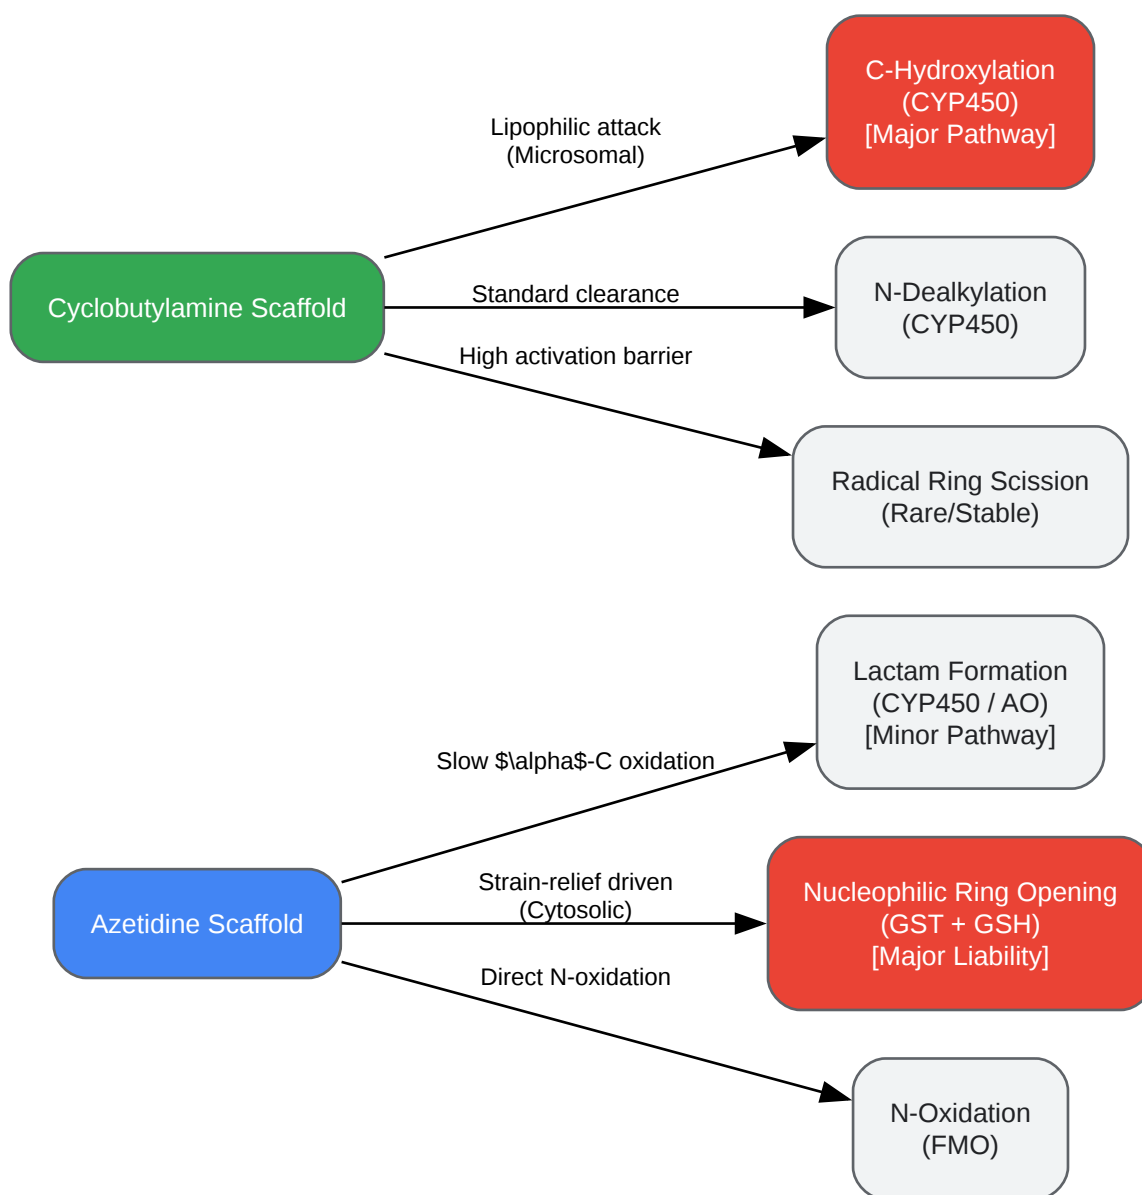 C-Hydroxylation
(CYP450)
[Major Pathway]
Lipophilic attack
(Microsomal)
Cyclobutylamine Scaffold
Standard clearance
N-Dealkylation
(CYP450)
High activation barrier
Radical Ring Scission
(Rare/Stable)
Lactam Formation
(CYP450 / AO)
[Minor Pathway]
Slow $\alpha$-C oxidation
Azetidine Scaffold
Strain-relief driven
(Cytosolic)
Nucleophilic Ring Opening
(GST + GSH)
[Major Liability]
Direct N-oxidation
N-Oxidation
(FMO)